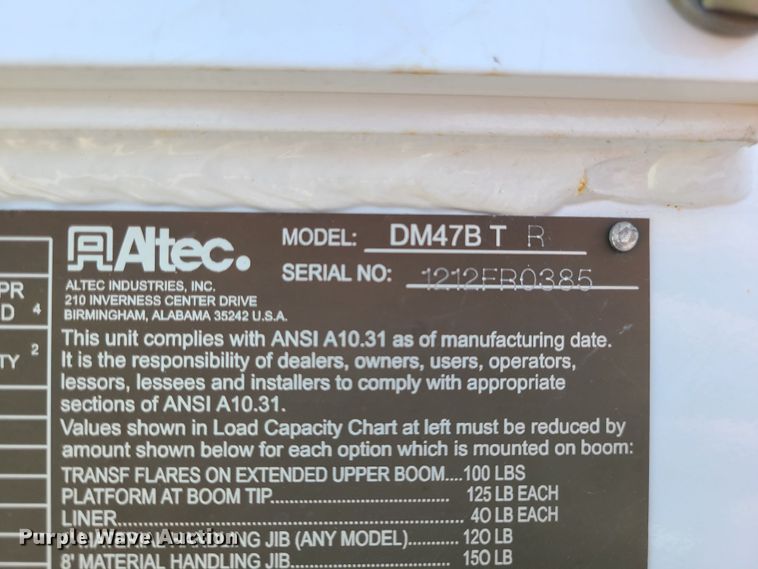 Altec.
MODEL: DM47B T R
SERIAL NO: 1212FR0385
ALTEC INDUSTRIES, INC.
210 INVERNESS CENTER DRIVE
BIRMINGHAM, ALABAMA 35242 U.S.A.
PR
D 4
TY 2
This unit complies with ANSI A10.31 as of manufacturing date.
It is the responsibility of dealers, owners, users, operators,
lessors, lessees and installers to comply with appropriate
sections of ANSI A10.31.
Values shown in Load Capacity Chart at left must be reduced by
amount shown below for each option which is mounted on boom:
TRANSF FLARES ON EXTENDED UPPER BOOM....100 LBS
PLATFORM AT BOOM TIP................................ 125 LB EACH
LINER............................................................ 40 LB EACH
MATERIAL HANDLING JIB (ANY MODEL)...... 120 LB
8' MATERIAL HANDLING JIB.......................... 150 LB
Purple Wave Auction